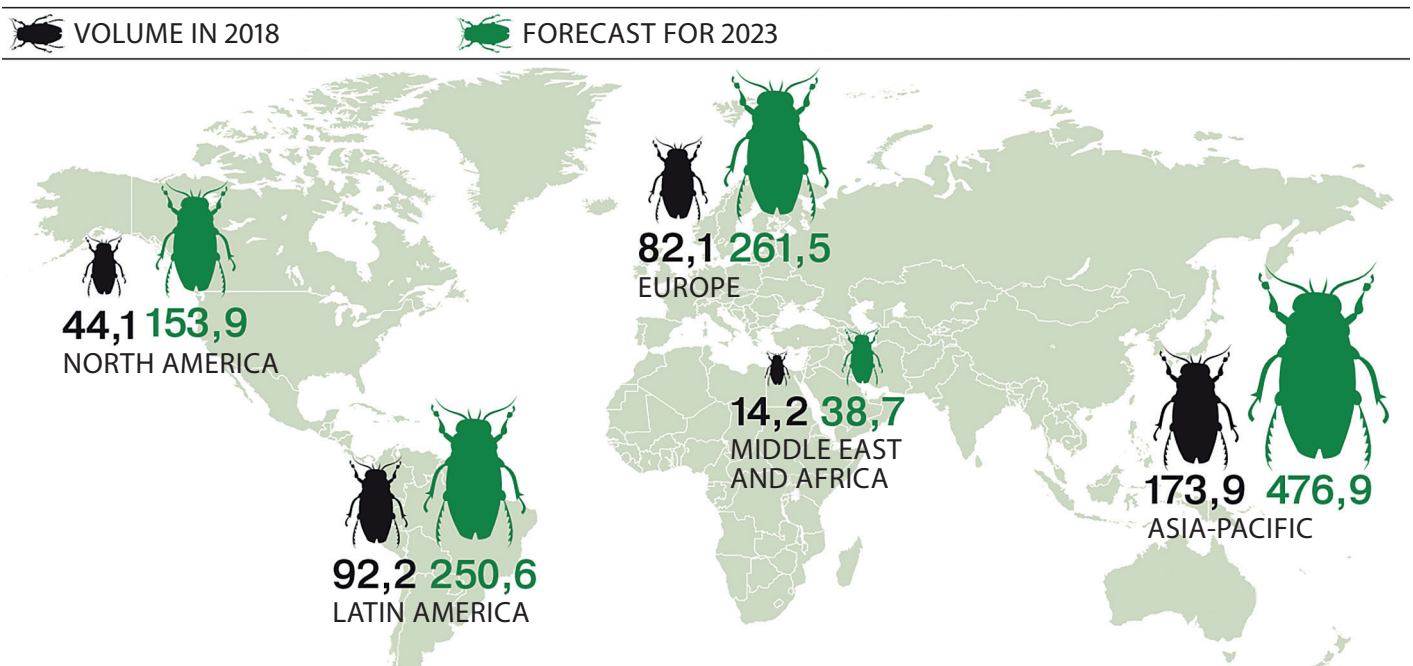 VOLUME IN 2018
FORECAST FOR 2023
82,1 261,5
EUROPE
44,1 153,9
NORTH AMERICA
14,2 38,7
MIDDLE EAST
AND AFRICA
173,9 476,9
ASIA-PACIFIC
92,2 250,6
LATIN AMERICA